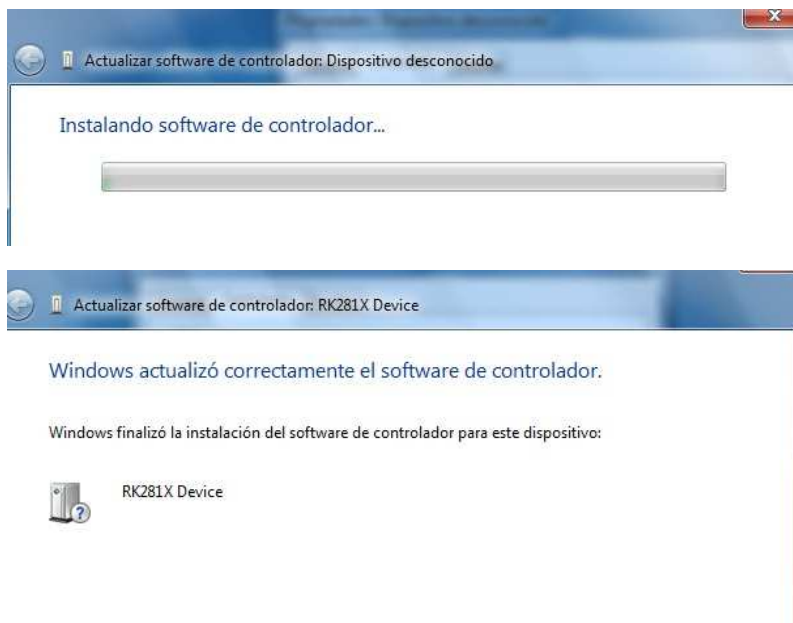 Actualizar software de controlador: Dispositivo desconocido
Instalando software de controlador...
Actualizar software de controlador: RK281X Device
Windows actualizó correctamente el software de controlador.
Windows finalizó la instalación del software de controlador para este dispositivo:
RK281X Device